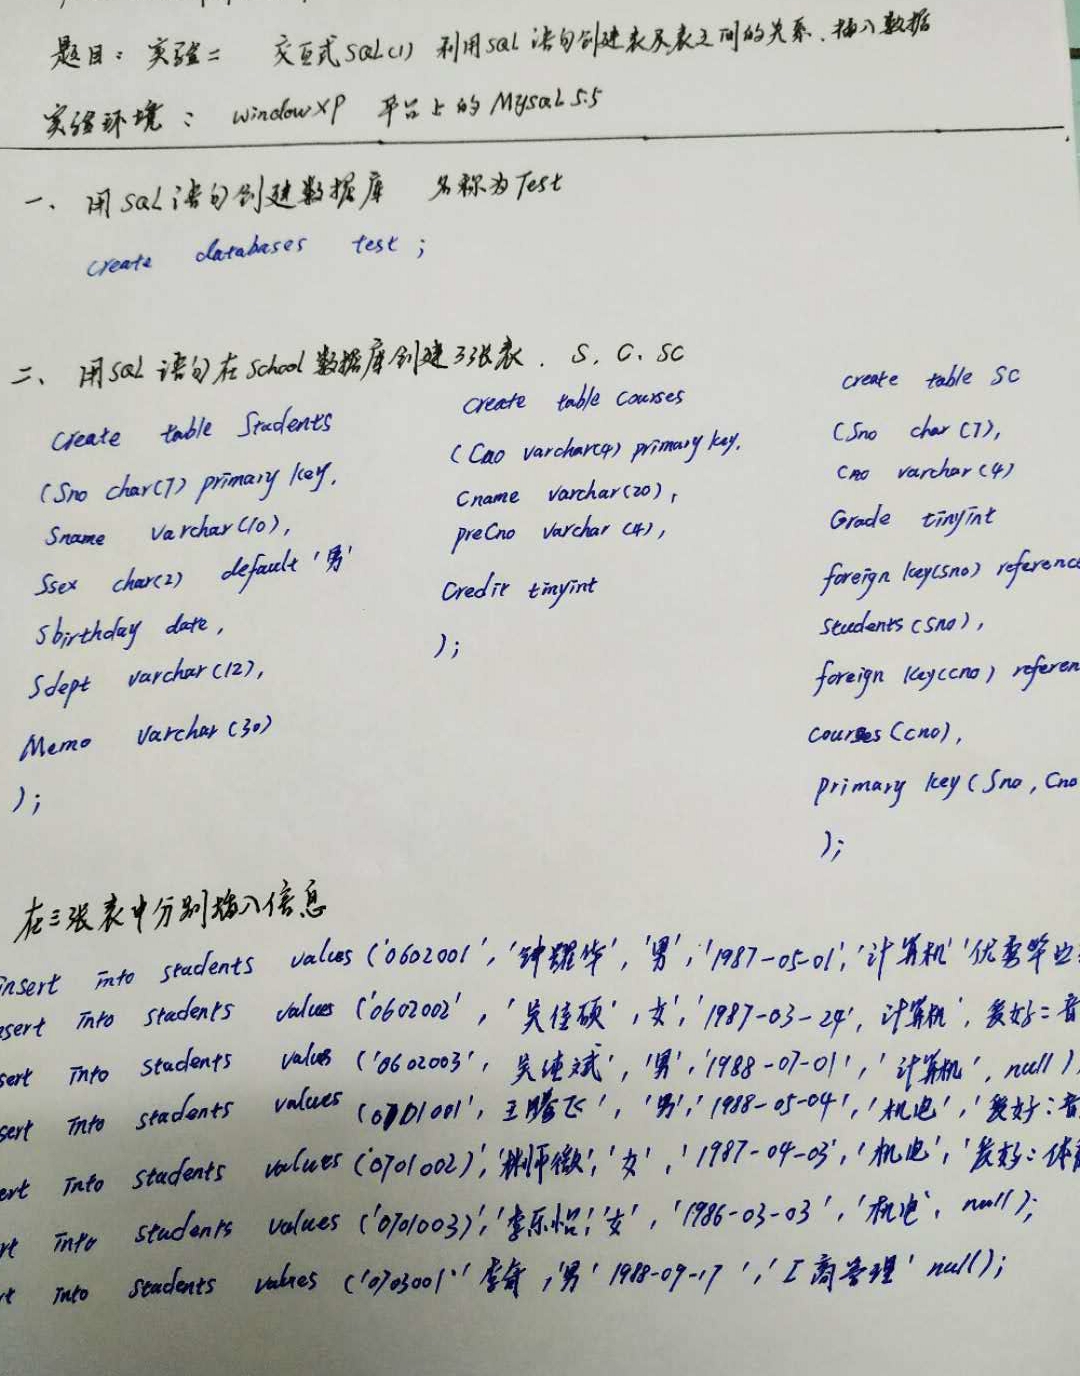 题目: 实验二 交互式SQL(1) 利用SQL语句创建表及表之间的关系、插入数据
实验环境: windowXP 平台上的MySQL5.5
一、用SQL语句创建数据库 名称为Test
create databases test;
二、用SQL语句在School数据库创建3张表. S, C, SC
create table Students
(Sno char(7) primary key,
Sname varchar(10),
Ssex char(2) default '男'
Sbirthday date,
Sdept varchar(12),
Memo varchar(30)
);
create table courses
(Cno varchar(4) primary key,
Cname varchar(20),
preCno varchar(4),
Credit tinyint
);
create table SC
(Sno char(7),
Cno varchar(4)
Grade tinyint
foreign key(sno) referenc
students(sno),
foreign key(cno) referen
courses(cno),
primary key(Sno, Cno
);
在三张表中分别插入信息
insert into students values('0602001','钟耀华','男','1987-05-01','计算机' '优秀毕业
sert into students values('0602002', '吴佳硕', 女', '1987-03-24', 计算机', 爱好:音
sert into students values('0602003', 吴纯斌', '男','1988-07-01', '计算机', null)
sert into students values(0701001', 王腾飞', '男','1988-05-04','机电','爱好:音
ert into students values('0701002)','林师微','女','1987-04-03','机电','爱好:体
rt into students values('0701003)','李乐怡','女','1986-03-03','机电', null);
rt into students values('0703001'' 李奇,'男' 1988-09-17','工商管理' null);